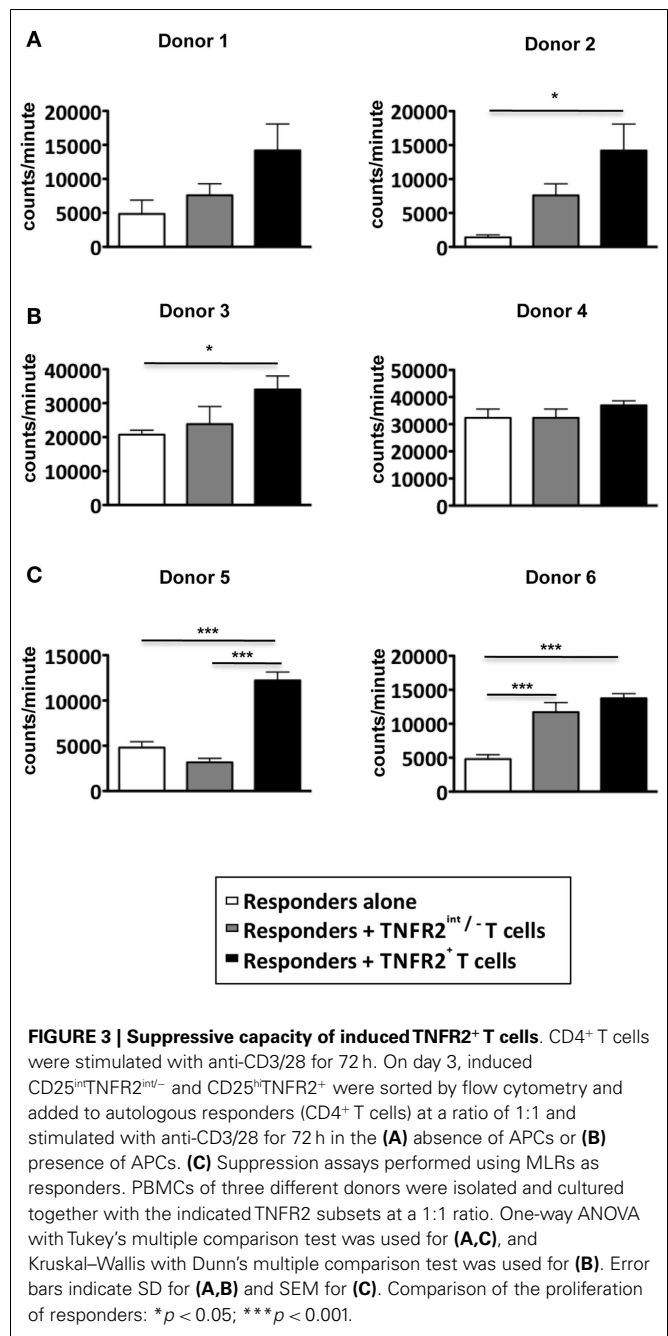 A
Donor 1
Donor 2
counts/minute
20000
15000
10000
5000
0
counts/minute
20000
15000
10000
5000
0
*
B
Donor 3
Donor 4
counts/minute
40000
30000
20000
10000
0
*
counts/minute
50000
40000
30000
20000
10000
0
C
Donor 5
Donor 6
counts/minute
15000
10000
5000
0
***
***
counts/minute
20000
15000
10000
5000
0
***
***
Responders alone
Responders + TNFR2^int/- T cells
Responders + TNFR2^+ T cells
FIGURE 3 | Suppressive capacity of induced TNFR2+ T cells. CD4+ T cells
were stimulated with anti-CD3/28 for 72 h. On day 3, induced
CD25intTNFR2int/– and CD25hiTNFR2+ were sorted by flow cytometry and
added to autologous responders (CD4+ T cells) at a ratio of 1:1 and
stimulated with anti-CD3/28 for 72 h in the (A) absence of APCs or (B)
presence of APCs. (C) Suppression assays performed using MLRs as
responders. PBMCs of three different donors were isolated and cultured
together with the indicated TNFR2 subsets at a 1:1 ratio. One-way ANOVA
with Tukey's multiple comparison test was used for (A,C), and
Kruskal–Wallis with Dunn's multiple comparison test was used for (B). Error
bars indicate SD for (A,B) and SEM for (C). Comparison of the proliferation
of responders: *p < 0.05; ***p < 0.001.